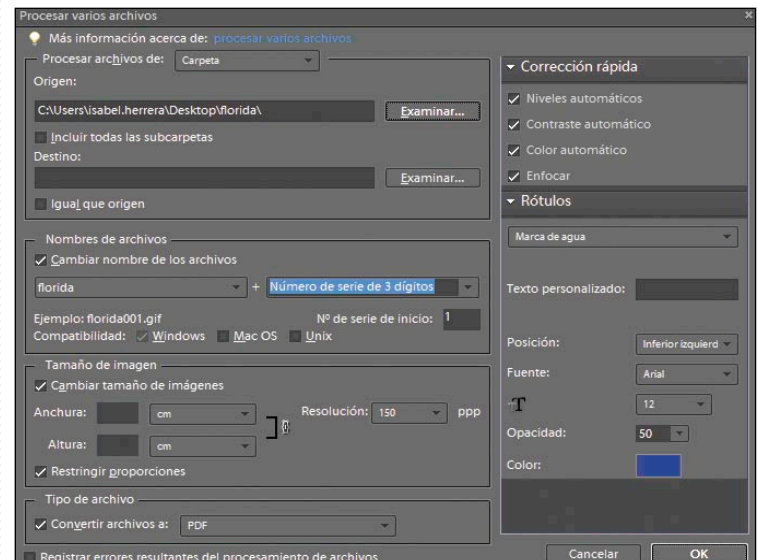 Procesar varios archivos
Más información acerca de: procesar varios archivos
Procesar archivos de: Carpeta
Origen:
C:\Users\isabel.herrera\Desktop\florida\ Examinar...
Incluir todas las subcarpetas
Destino:
Examinar...
Igual que origen
Nombres de archivos
Cambiar nombre de los archivos
florida + Número de serie de 3 dígitos
Ejemplo: florida001.gif Nº de serie de inicio: 1
Compatibilidad: Windows Mac OS Unix
Tamaño de imagen
Cambiar tamaño de imágenes
Anchura: cm Resolución: 150 ppp
Altura: cm
Restringir proporciones
Tipo de archivo
Convertir archivos a: PDF
Registrar errores resultantes del procesamiento de archivos
Corrección rápida
Niveles automáticos
Contraste automático
Color automático
Enfocar
Rótulos
Marca de agua
Texto personalizado:
Posición: Inferior izquierd
Fuente: Arial
T 12
Opacidad: 50
Color:
Cancelar OK